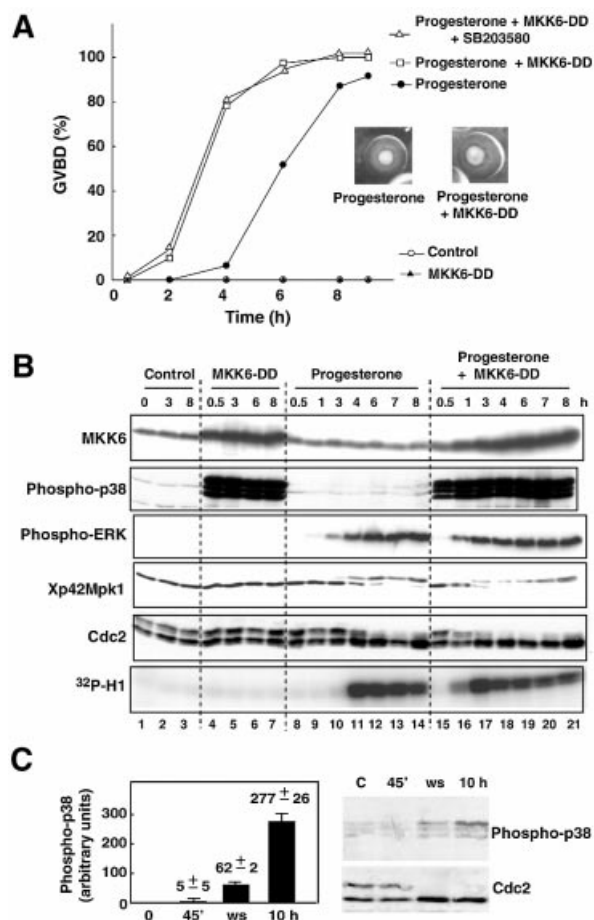 A
Progesterone + MKK6-DD
+ SB203580
Progesterone + MKK6-DD
Progesterone
GVBD (%)
100
80
60
40
20
0
Progesterone
Progesterone
+ MKK6-DD
Control
MKK6-DD
0 2 4 6 8
Time (h)
B
Control MKK6-DD Progesterone Progesterone
+ MKK6-DD
0 3 8 0.5 3 6 8 0.5 1 3 4 6 7 8 0.5 1 3 4 6 7 8 h
MKK6
Phospho-p38
Phospho-ERK
Xp42Mpk1
Cdc2
32P-H1
1 2 3 4 5 6 7 8 9 10 11 12 13 14 15 16 17 18 19 20 21
C
Phospho-p38
(arbitrary units)
300
200
100
0
5 ± 5
62 ± 2
277 ± 26
0 45' ws 10 h
C 45' ws 10 h
Phospho-p38
Cdc2